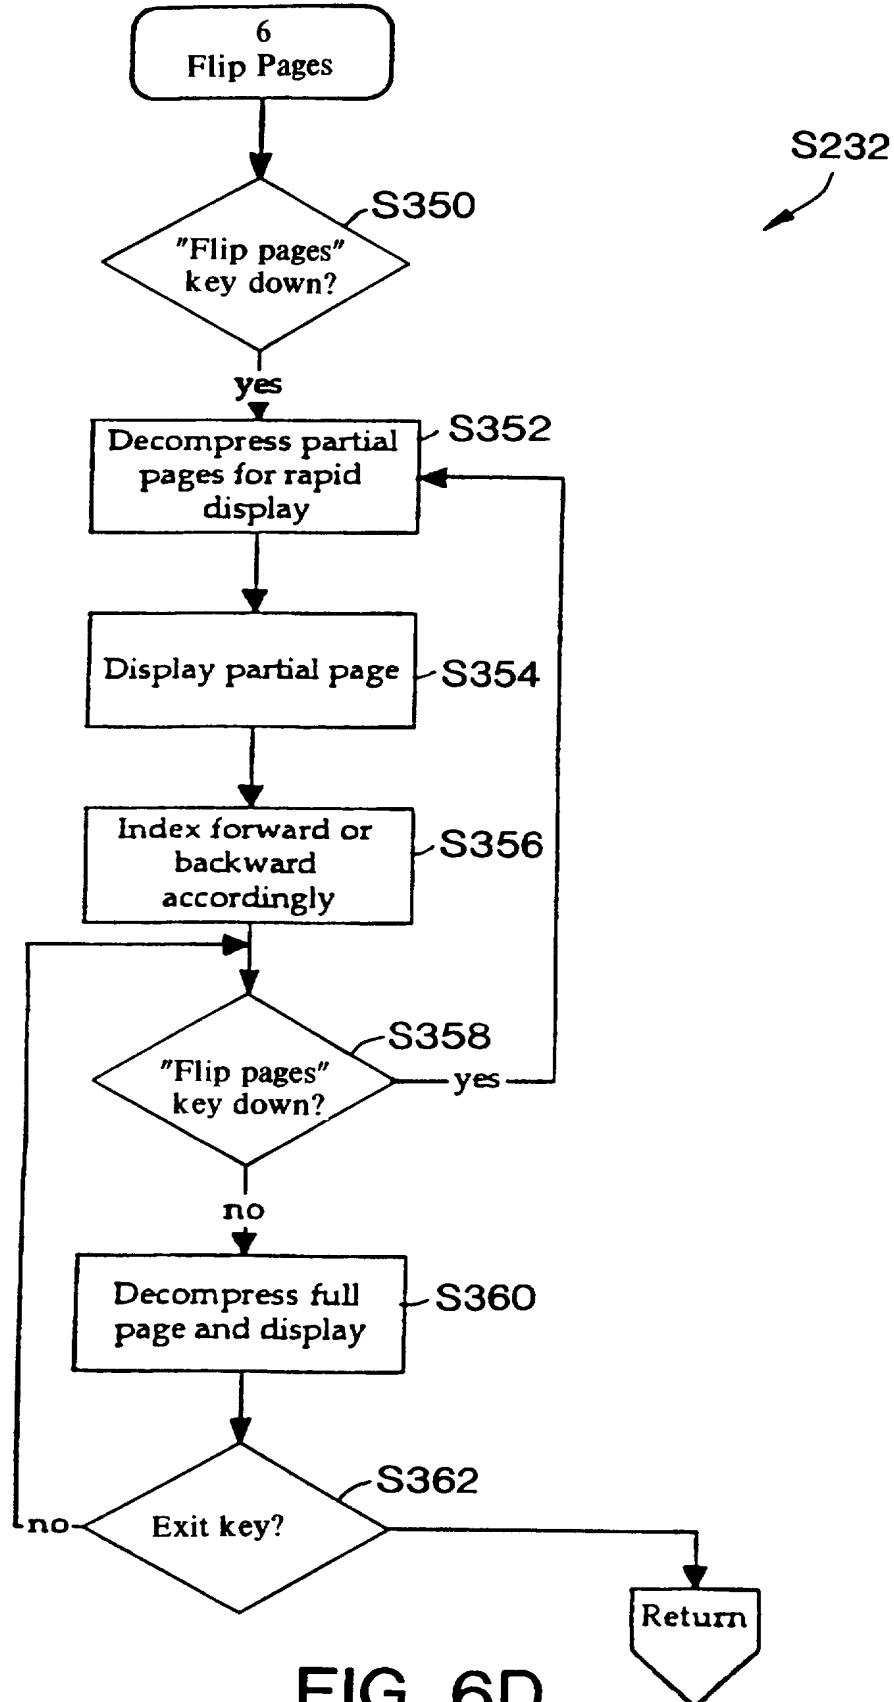 6
Flip Pages
S232
S350
"Flip pages"
key down?
yes
S352
Decompress partial
pages for rapid
display
Display partial page
S354
Index forward or
backward
accordingly
S356
S358
"Flip pages"
key down?
yes
no
Decompress full
page and display
S360
S362
Exit key?
no
Return
FIG. 6D